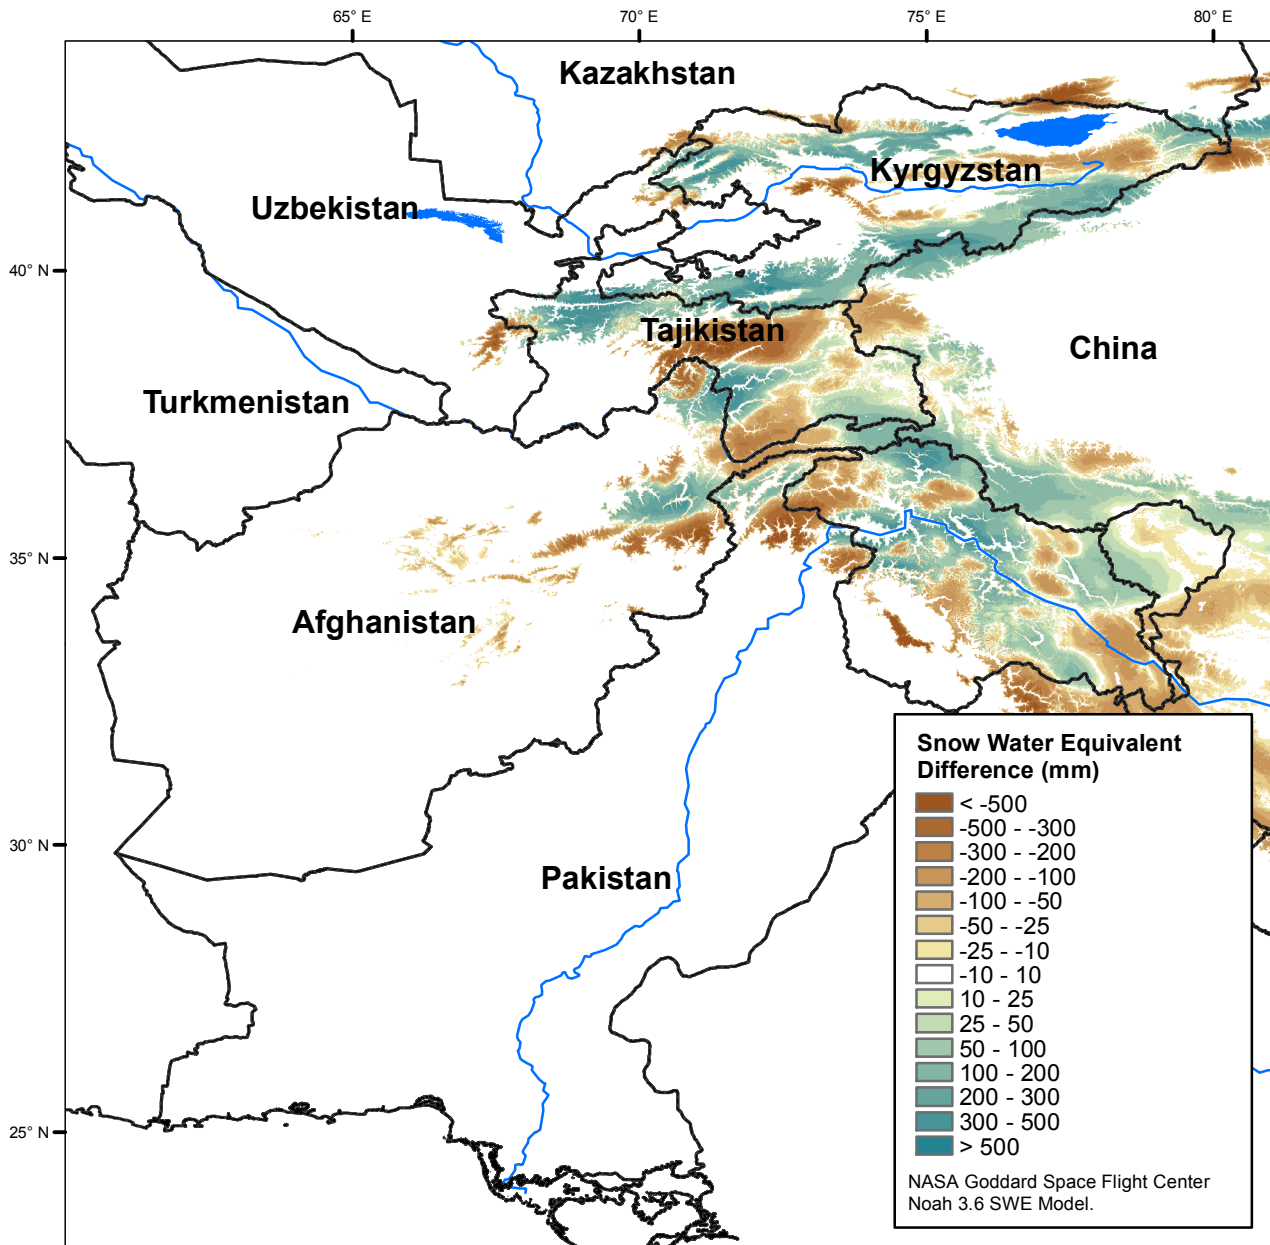 65° E
70° E
75° E
80° E
Kazakhstan
Kyrgyzstan
Uzbekistan
40° N
Tajikistan
China
Turkmenistan
35° N
Afghanistan
30° N
Pakistan
25° N
Snow Water Equivalent
Difference (mm)
< -500
-500 - -300
-300 - -200
-200 - -100
-100 - -50
-50 - -25
-25 - -10
-10 - 10
10 - 25
25 - 50
50 - 100
100 - 200
200 - 300
300 - 500
> 500
NASA Goddard Space Flight Center
Noah 3.6 SWE Model.